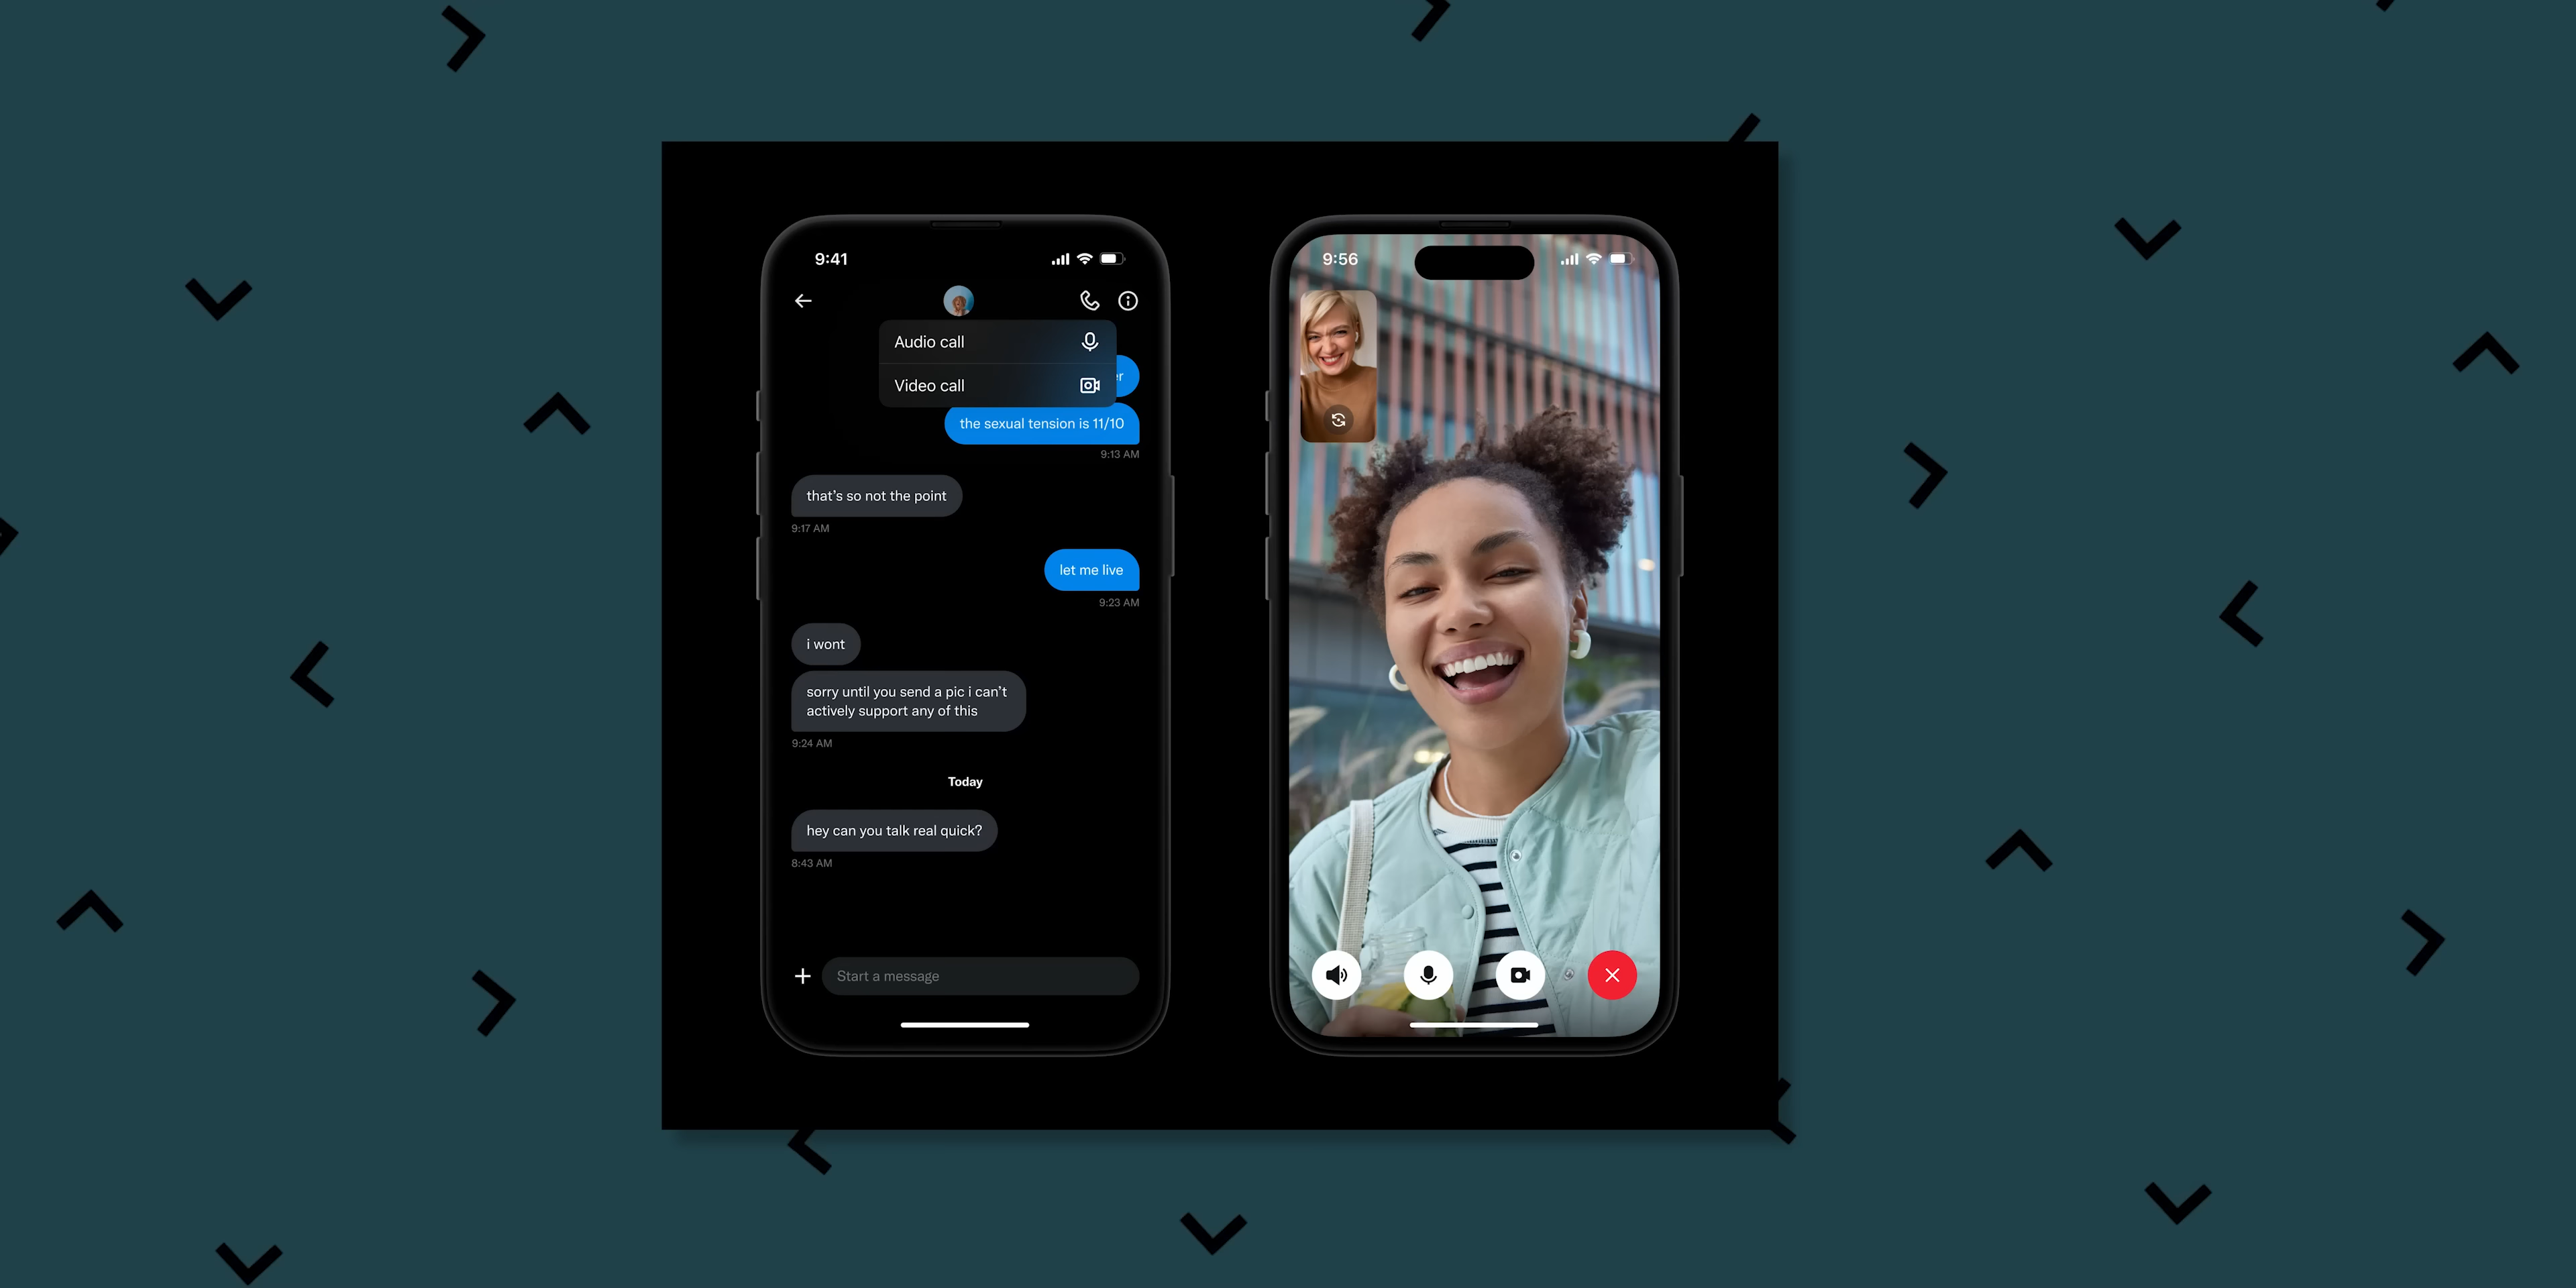 9:41
Audio call
Video call
the sexual tension is 11/10
9:13 AM
that's so not the point
9:17 AM
let me live
9:23 AM
i wont
sorry until you send a pic i can't
actively support any of this
9:24 AM
Today
hey can you talk real quick?
8:43 AM
Start a message
9:56